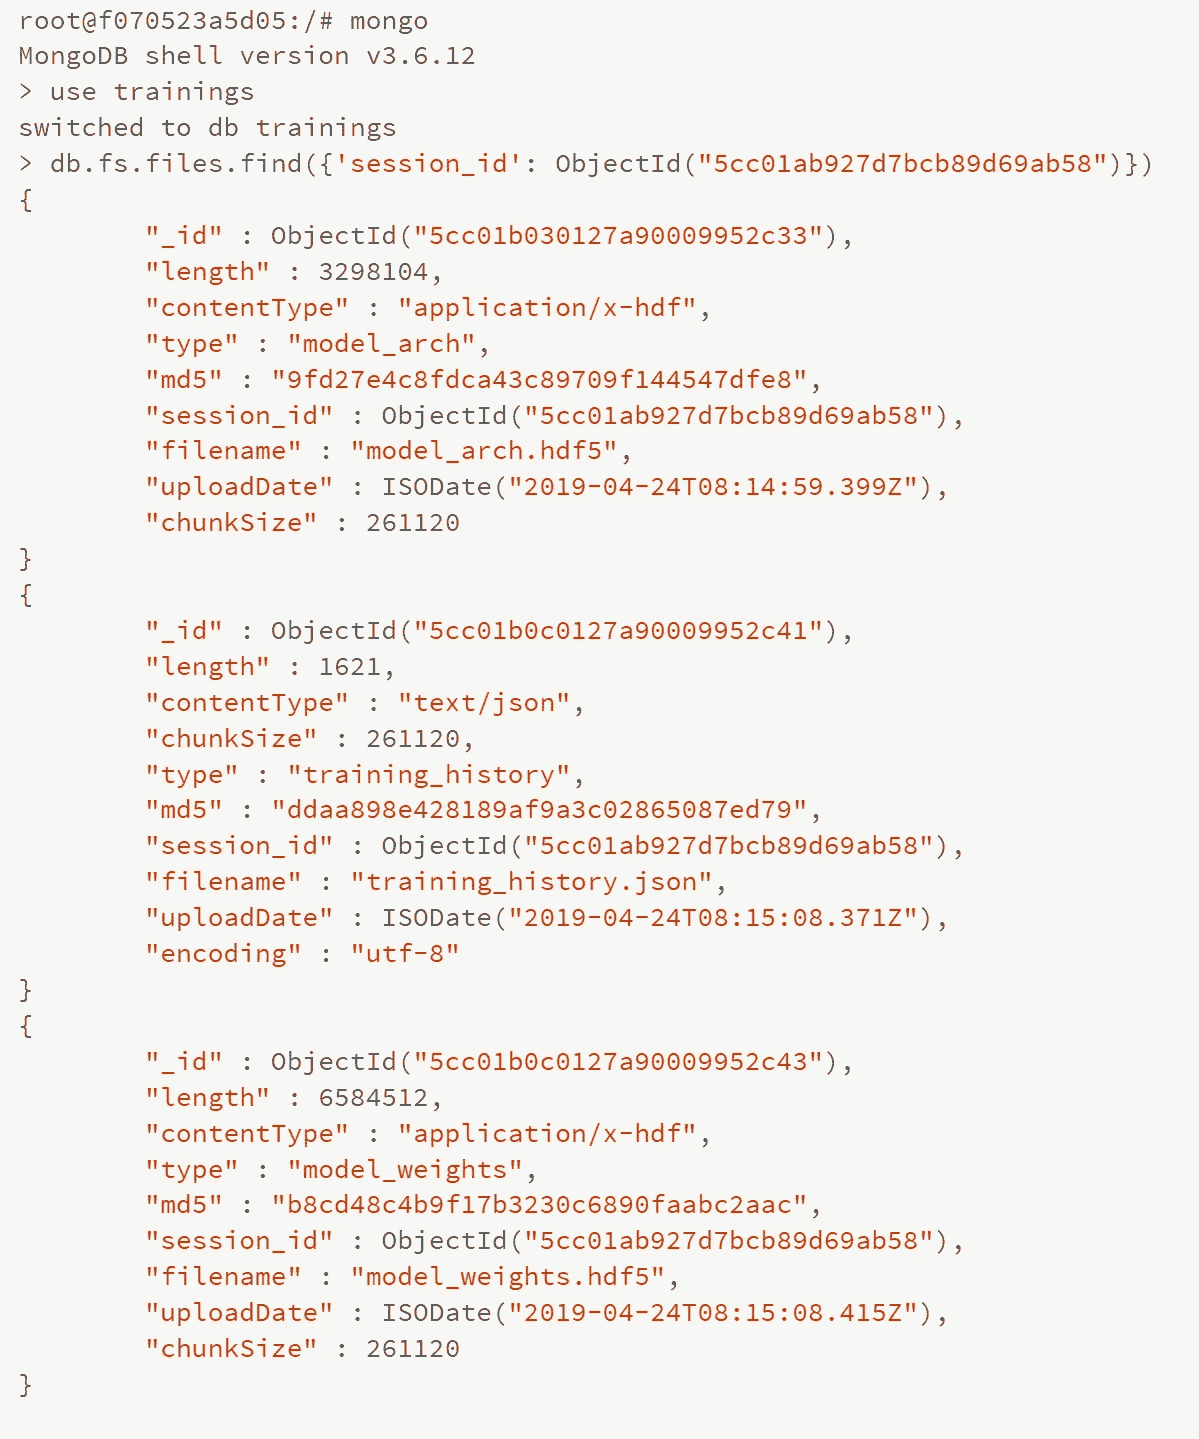 root@f070523a5d05:/# mongo
MongoDB shell version v3.6.12
> use trainings
switched to db trainings
> db.fs.files.find({'session_id': ObjectId("5cc01ab927d7bcb89d69ab58")})
{
        "_id" : ObjectId("5cc01b030127a90009952c33"),
        "length" : 3298104,
        "contentType" : "application/x-hdf",
        "type" : "model_arch",
        "md5" : "9fd27e4c8fdca43c89709f144547dfe8",
        "session_id" : ObjectId("5cc01ab927d7bcb89d69ab58"),
        "filename" : "model_arch.hdf5",
        "uploadDate" : ISODate("2019-04-24T08:14:59.399Z"),
        "chunkSize" : 261120
}
{
        "_id" : ObjectId("5cc01b0c0127a90009952c41"),
        "length" : 1621,
        "contentType" : "text/json",
        "chunkSize" : 261120,
        "type" : "training_history",
        "md5" : "ddaa898e428189af9a3c02865087ed79",
        "session_id" : ObjectId("5cc01ab927d7bcb89d69ab58"),
        "filename" : "training_history.json",
        "uploadDate" : ISODate("2019-04-24T08:15:08.371Z"),
        "encoding" : "utf-8"
}
{
        "_id" : ObjectId("5cc01b0c0127a90009952c43"),
        "length" : 6584512,
        "contentType" : "application/x-hdf",
        "type" : "model_weights",
        "md5" : "b8cd48c4b9f17b3230c6890faabc2aac",
        "session_id" : ObjectId("5cc01ab927d7bcb89d69ab58"),
        "filename" : "model_weights.hdf5",
        "uploadDate" : ISODate("2019-04-24T08:15:08.415Z"),
        "chunkSize" : 261120
}